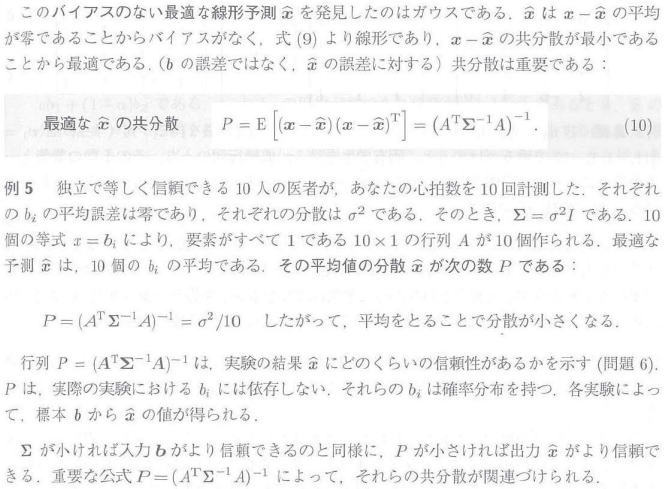 このバイアスのない最適な線形予測 x̂ を発見したのはガウスである．x̂ は x − x̂ の平均
が零であることからバイアスがなく，式 (9) より線形であり，x − x̂ の共分散が最小である
ことから最適である．（b の誤差ではなく，x̂ の誤差に対する）共分散は重要である：
最適な x̂ の共分散 P = E[(x − x̂)(x − x̂)ᵀ] = (AᵀΣ⁻¹A)⁻¹. (10)
例 5 独立で等しく信頼できる 10 人の医者が，あなたの心拍数を 10 回計測した．それぞれ
の bᵢ の平均誤差は零であり，それぞれの分散は σ² である．そのとき，Σ = σ²I である．10
個の等式 x = bᵢ により，要素がすべて 1 である 10×1 の行列 A が 10 個作られる．最適な
予測 x̂ は，10 個の bᵢ の平均である．その平均値の分散 x̂ が次の数 P である：
P = (AᵀΣ⁻¹A)⁻¹ = σ²/10 したがって，平均をとることで分散が小さくなる．
行列 P = (AᵀΣ⁻¹A)⁻¹ は，実験の結果 x̂ にどのくらいの信頼性があるかを示す (問題 6).
P は，実際の実験における bᵢ には依存しない．それらの bᵢ は確率分布を持つ．各実験によっ
て，標本 b から x̂ の値が得られる．
Σ が小ければ入力 b がより信頼できるのと同様に，P が小さければ出力 x̂ がより信頼で
きる．重要な公式 P = (AᵀΣ⁻¹A)⁻¹ によって，それらの共分散が関連づけられる．